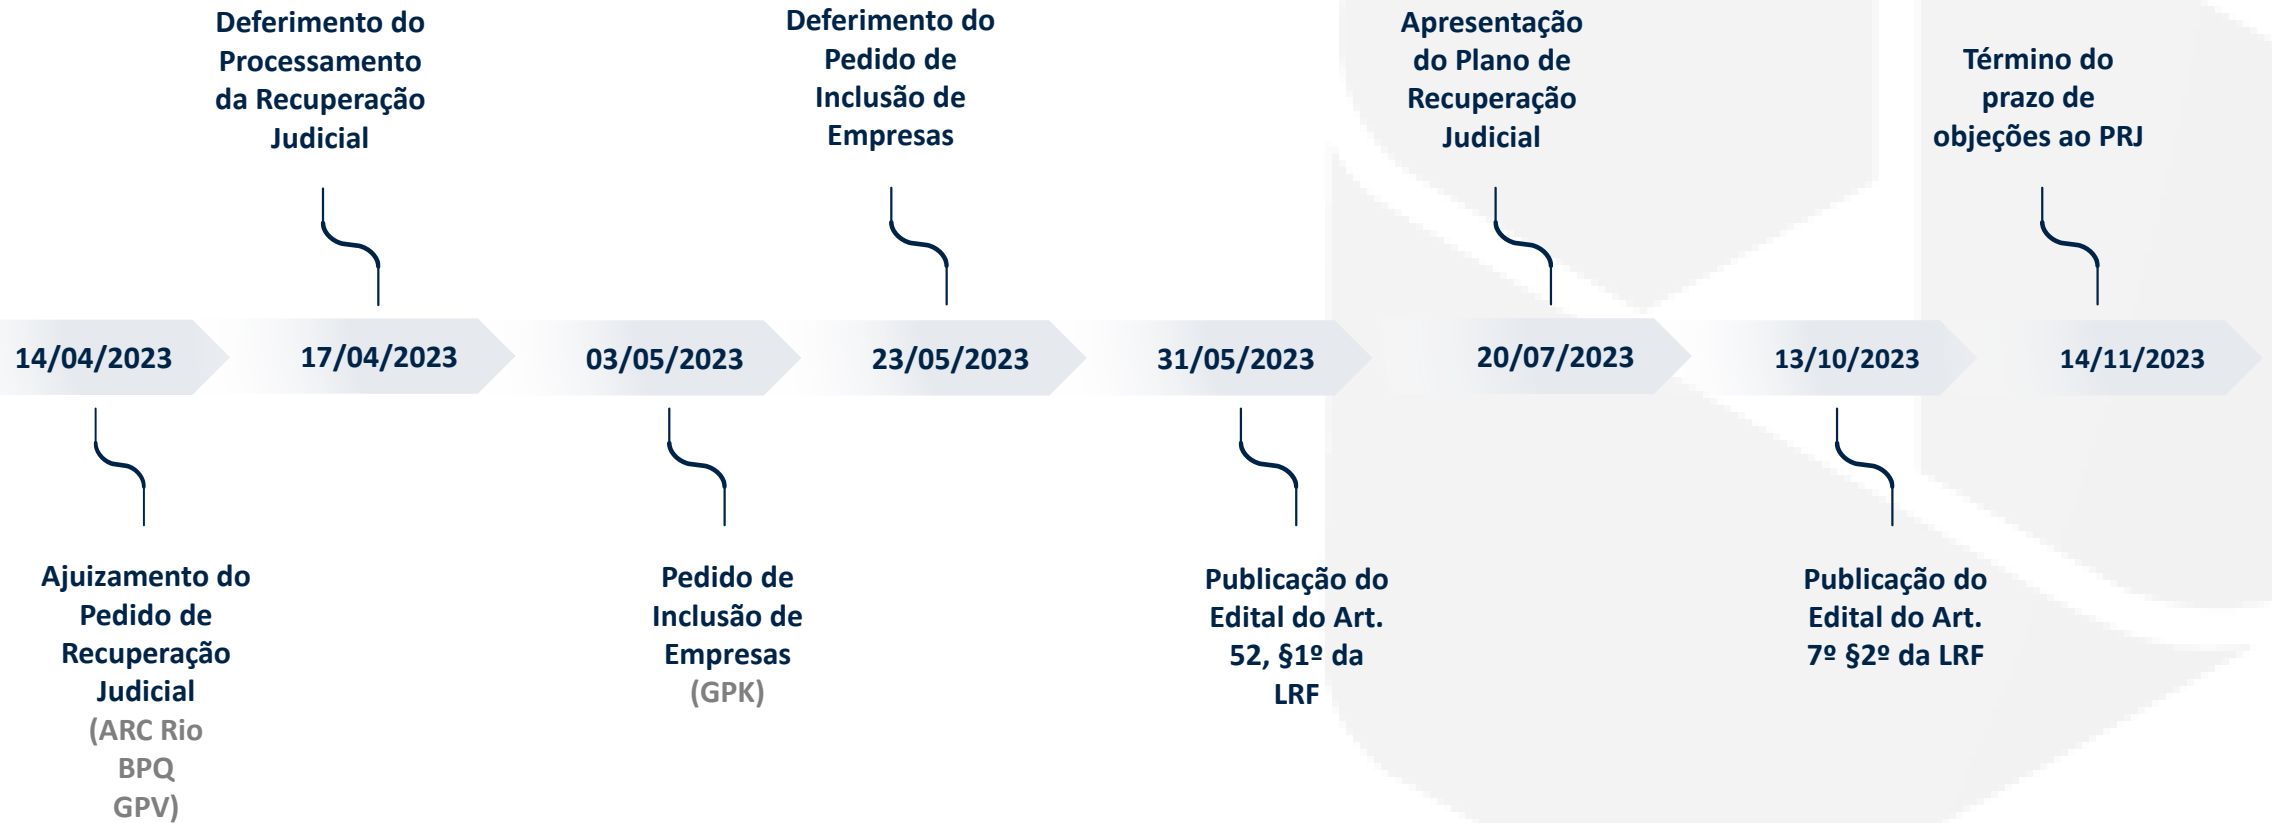 Deferimento do
Processamento
da Recuperação
Judicial
Deferimento do
Pedido de
Inclusão de
Empresas
Apresentação
do Plano de
Recuperação
Judicial
Término do
prazo de
objeções ao PRJ
14/04/2023
17/04/2023
03/05/2023
23/05/2023
31/05/2023
20/07/2023
13/10/2023
14/11/2023
Ajuizamento do
Pedido de
Recuperação
Judicial
(ARC Rio
BPQ
GPV)
Pedido de
Inclusão de
Empresas
(GPK)
Publicação do
Edital do Art.
52, §1º da
LRF
Publicação do
Edital do Art.
7º §2º da LRF